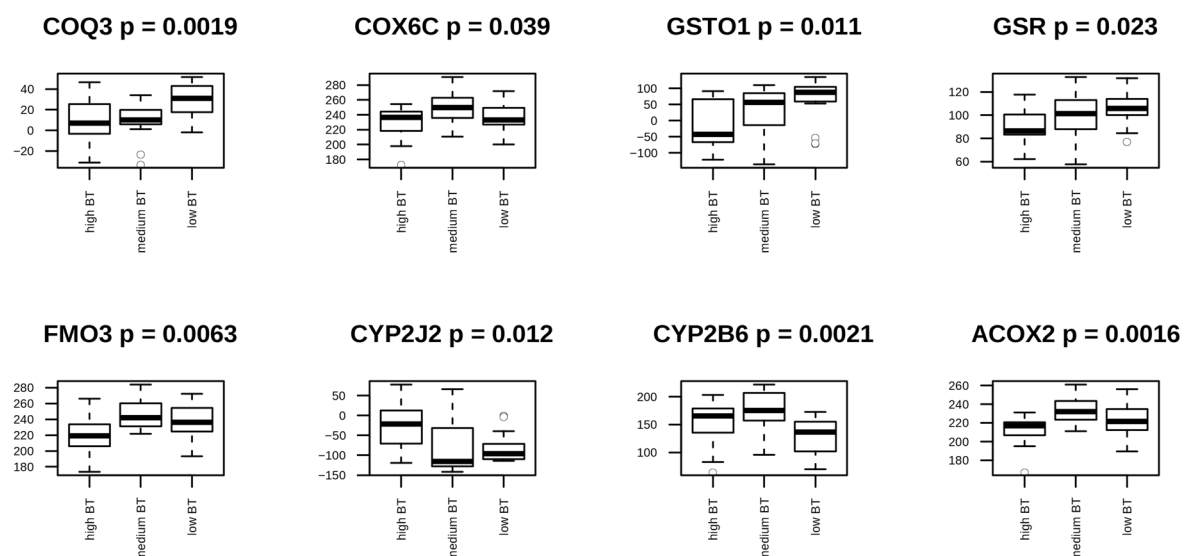 COQ3 p = 0.0019
COX6C p = 0.039
GSTO1 p = 0.011
GSR p = 0.023
40
20
0
−20
high BT
medium BT
low BT
280
260
240
220
200
180
high BT
medium BT
low BT
100
50
0
−50
−100
high BT
medium BT
low BT
120
100
80
60
high BT
medium BT
low BT
FMO3 p = 0.0063
CYP2J2 p = 0.012
CYP2B6 p = 0.0021
ACOX2 p = 0.0016
280
260
240
220
200
180
high BT
nedium BT
low BT
50
0
−50
−100
−150
high BT
nedium BT
low BT
200
150
100
high BT
nedium BT
low BT
260
240
220
200
180
high BT
nedium BT
low BT